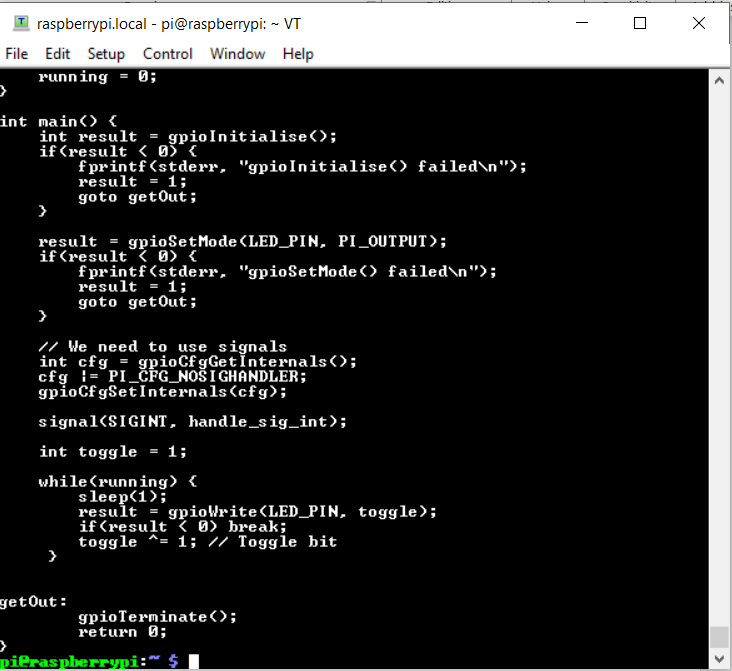 raspberrypi.local - pi@raspberrypi: ~ VT
File Edit Setup Control Window Help
    running = 0;
}

int main() {
    int result = gpioInitialise();
    if(result < 0) {
        fprintf(stderr, "gpioInitialise() failed\n");
        result = 1;
        goto getOut;
    }

    result = gpioSetMode(LED_PIN, PI_OUTPUT);
    if(result < 0) {
        fprintf(stderr, "gpioSetMode() failed\n");
        result = 1;
        goto getOut;
    }

    // We need to use signals
    int cfg = gpioCfgGetInternals();
    cfg |= PI_CFG_NOSIGHANDLER;
    gpioCfgSetInternals(cfg);

    signal(SIGINT, handle_sig_int);

    int toggle = 1;

    while(running) {
        sleep(1);
        result = gpioWrite(LED_PIN, toggle);
        if(result < 0) break;
        toggle ^= 1; // Toggle bit
     }


getOut:
        gpioTerminate();
        return 0;
}
pi@raspberrypi:~ $